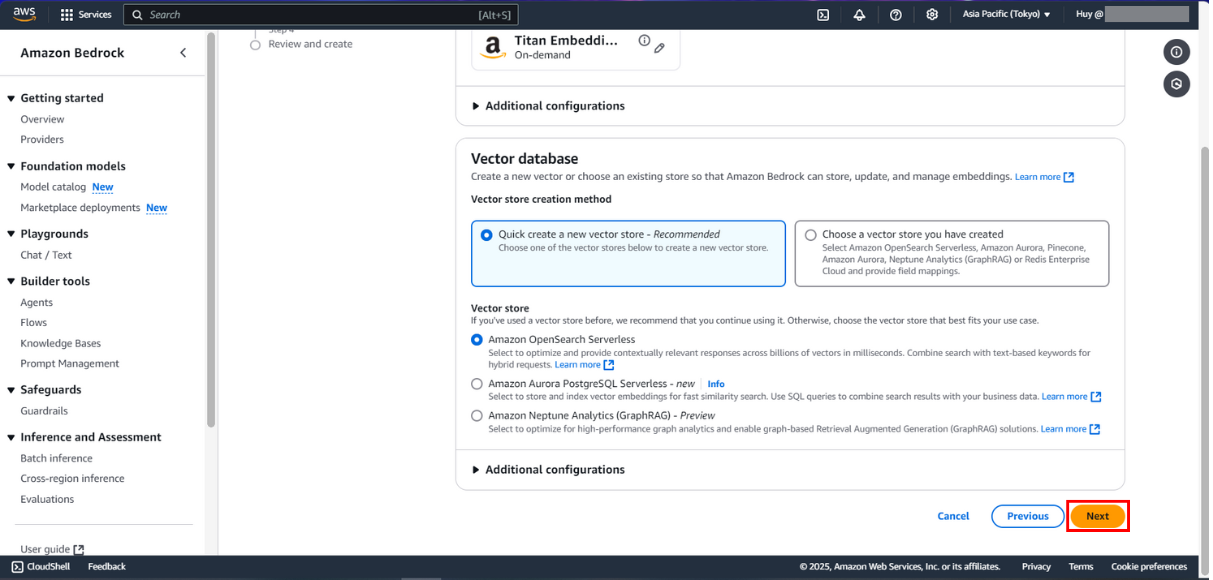 aws
Services
Search
[Alt+S]
Asia Pacific (Tokyo)
Huy @
Amazon Bedrock
Getting started
Overview
Providers
Foundation models
Model catalog New
Marketplace deployments New
Playgrounds
Chat / Text
Builder tools
Agents
Flows
Knowledge Bases
Prompt Management
Safeguards
Guardrails
Inference and Assessment
Batch inference
Cross-region inference
Evaluations
User guide
Step 4
Review and create
Titan Embeddi...
On-demand
Additional configurations
Vector database
Create a new vector or choose an existing store so that Amazon Bedrock can store, update, and manage embeddings. Learn more
Vector store creation method
Quick create a new vector store - Recommended
Choose one of the vector stores below to create a new vector store.
Choose a vector store you have created
Select Amazon OpenSearch Serverless, Amazon Aurora, Pinecone,
Amazon Aurora, Neptune Analytics (GraphRAG) or Redis Enterprise
Cloud and provide field mappings.
Vector store
If you've used a vector store before, we recommend that you continue using it. Otherwise, choose the vector store that best fits your use case.
Amazon OpenSearch Serverless
Select to optimize and provide contextually relevant responses across billions of vectors in milliseconds. Combine search with text-based keywords for
hybrid requests. Learn more
Amazon Aurora PostgreSQL Serverless - new Info
Select to store and index vector embeddings for fast similarity search. Use SQL queries to combine search results with your business data. Learn more
Amazon Neptune Analytics (GraphRAG) - Preview
Select to optimize for high-performance graph analytics and enable graph-based Retrieval Augmented Generation (GraphRAG) solutions. Learn more
Additional configurations
Cancel
Previous
Next
CloudShell
Feedback
© 2025, Amazon Web Services, Inc. or its affiliates.
Privacy
Terms
Cookie preferences